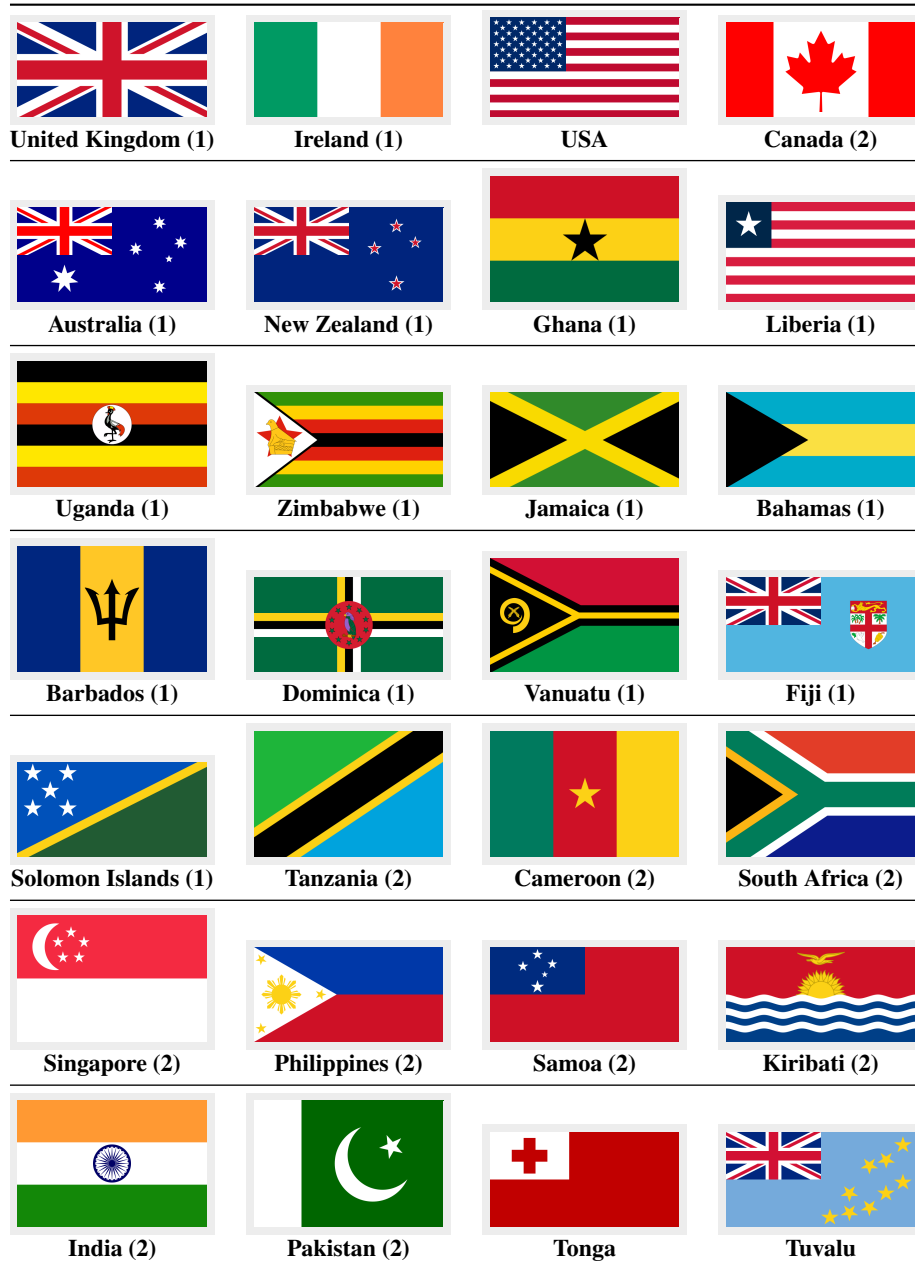 United Kingdom (1) Ireland (1) USA Canada (2)
Australia (1) New Zealand (1) Ghana (1) Liberia (1)
Uganda (1) Zimbabwe (1) Jamaica (1) Bahamas (1)
Barbados (1) Dominica (1) Vanuatu (1) Fiji (1)
Solomon Islands (1) Tanzania (2) Cameroon (2) South Africa (2)
Singapore (2) Philippines (2) Samoa (2) Kiribati (2)
India (2) Pakistan (2) Tonga Tuvalu